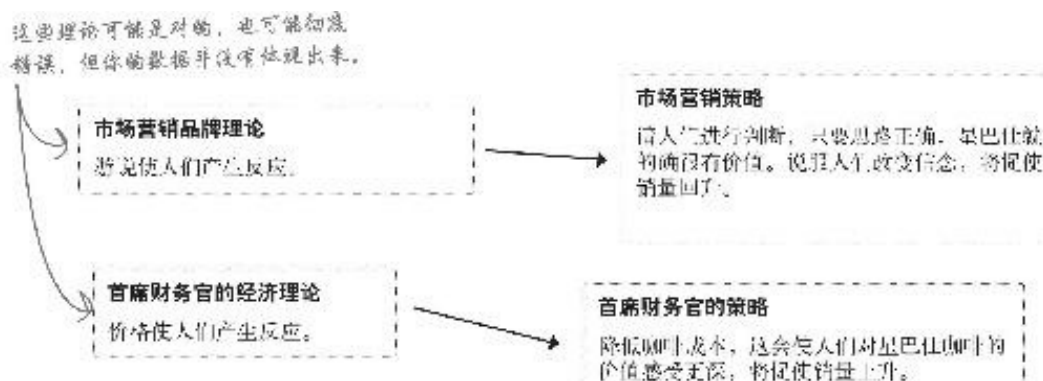 这些理论可能是对的，也可能彻底
错误，但你的数据并没有体现出来。
市场营销品牌理论
游说使人们产生反应。
市场营销策略
请人们进行判断，只要思路正确，星巴仕就
的确很有价值。说服人们改变信念，将促使
销量回升。
首席财务官的经济理论
价格使人们产生反应。
首席财务官的策略
降低咖啡成本，这会使人们对星巴仕咖啡的
价值感受更深，将促使销量上升。